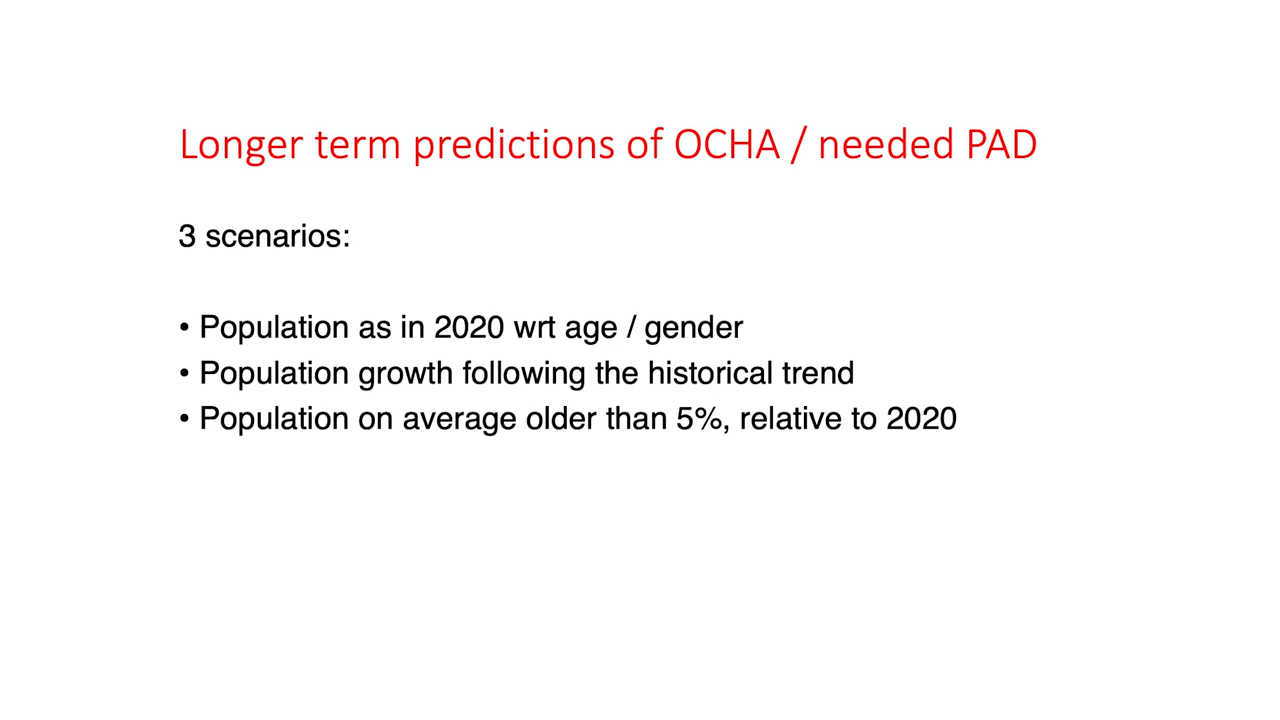 Longer term predictions of OCHA / needed PAD
3 scenarios:
• Population as in 2020 wrt age / gender
• Population growth following the historical trend
• Population on average older than 5%, relative to 2020